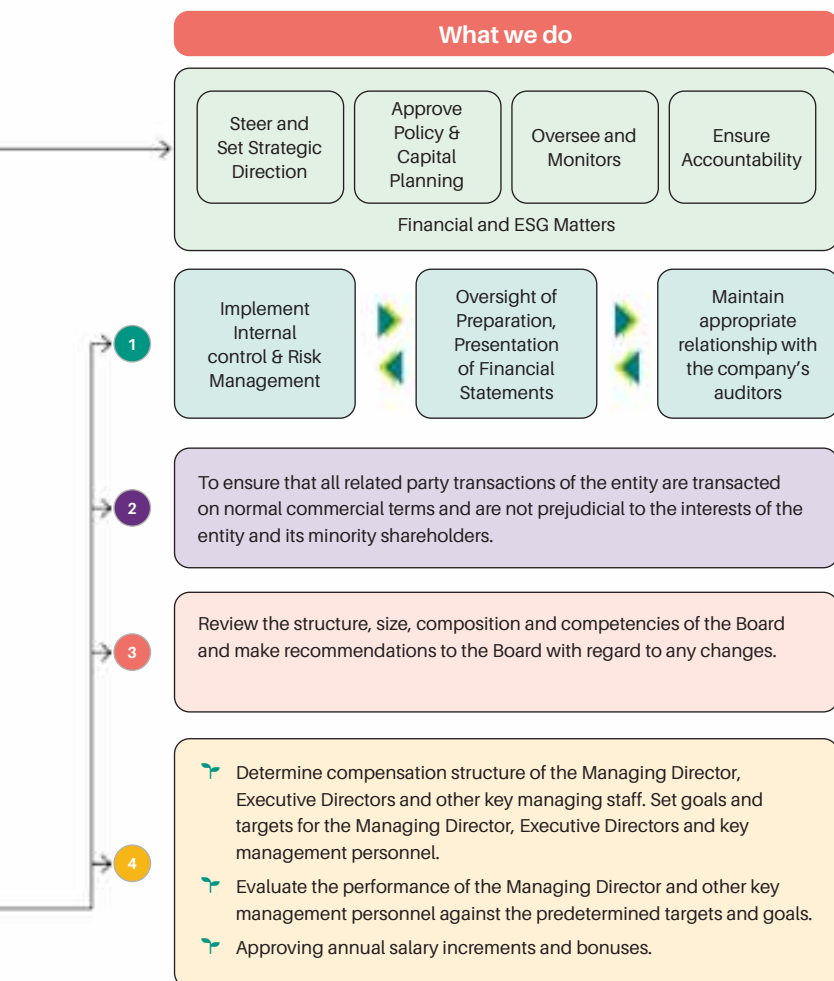 What we do
Steer and
Set Strategic
Direction
Approve
Policy &
Capital
Planning
Oversee and
Monitors
Ensure
Accountability
Financial and ESG Matters
1
Implement
Internal
control & Risk
Management
Oversight of
Preparation,
Presentation
of Financial
Statements
Maintain
appropriate
relationship with
the company's
auditors
2
To ensure that all related party transactions of the entity are transacted
on normal commercial terms and are not prejudicial to the interests of the
entity and its minority shareholders.
3
Review the structure, size, composition and competencies of the Board
and make recommendations to the Board with regard to any changes.
4
Determine compensation structure of the Managing Director,
Executive Directors and other key managing staff. Set goals and
targets for the Managing Director, Executive Directors and key
management personnel.
Evaluate the performance of the Managing Director and other key
management personnel against the predetermined targets and goals.
Approving annual salary increments and bonuses.